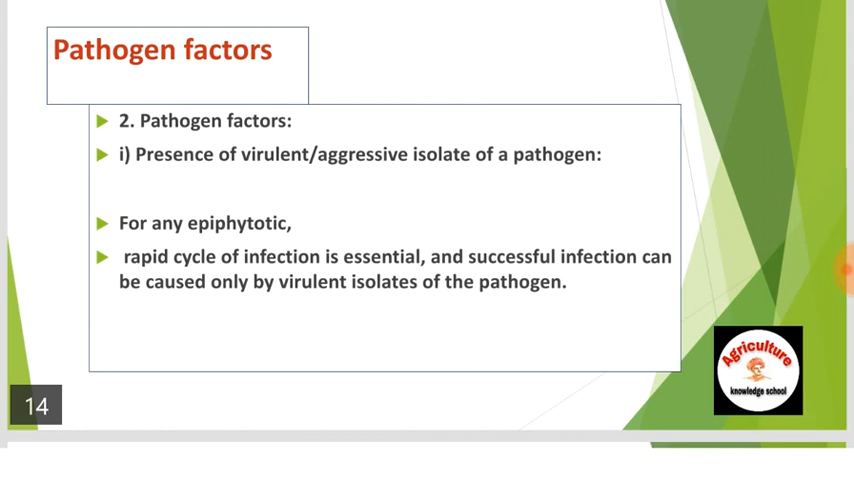 Pathogen factors
2. Pathogen factors:
i) Presence of virulent/aggressive isolate of a pathogen:
For any epiphytotic,
rapid cycle of infection is essential, and successful infection can
be caused only by virulent isolates of the pathogen.
Agriculture
knowledge school
14